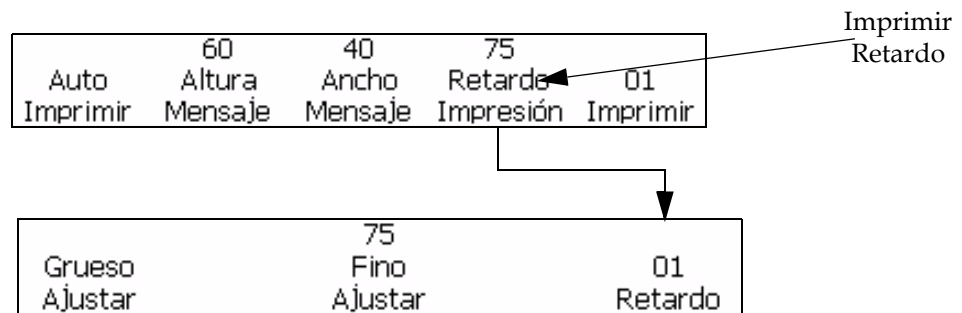 Imprimir
Retardo
60 40 75
Auto Altura Ancho Retardo 01
Imprimir Mensaje Mensaje Impresión Imprimir
75
Grueso Fino 01
Ajustar Ajustar Retardo